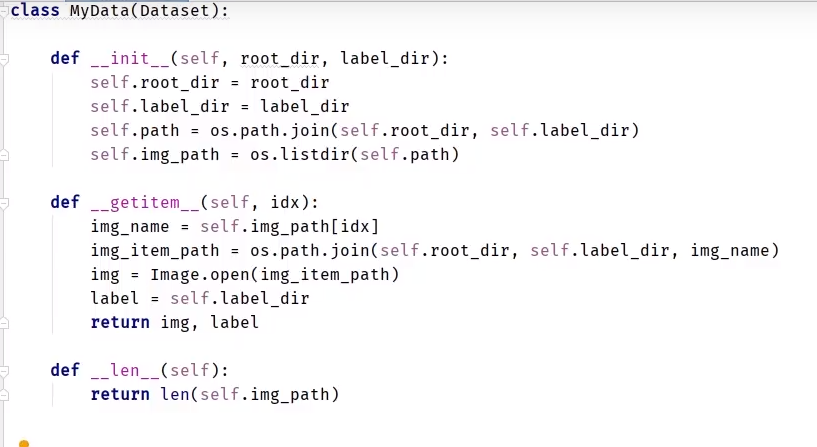 class MyData(Dataset):
def __init__(self, root_dir, label_dir):
self.root_dir = root_dir
self.label_dir = label_dir
self.path = os.path.join(self.root_dir, self.label_dir)
self.img_path = os.listdir(self.path)
def __getitem__(self, idx):
img_name = self.img_path[idx]
img_item_path = os.path.join(self.root_dir, self.label_dir, img_name)
img = Image.open(img_item_path)
label = self.label_dir
return img, label
def __len__(self):
return len(self.img_path)